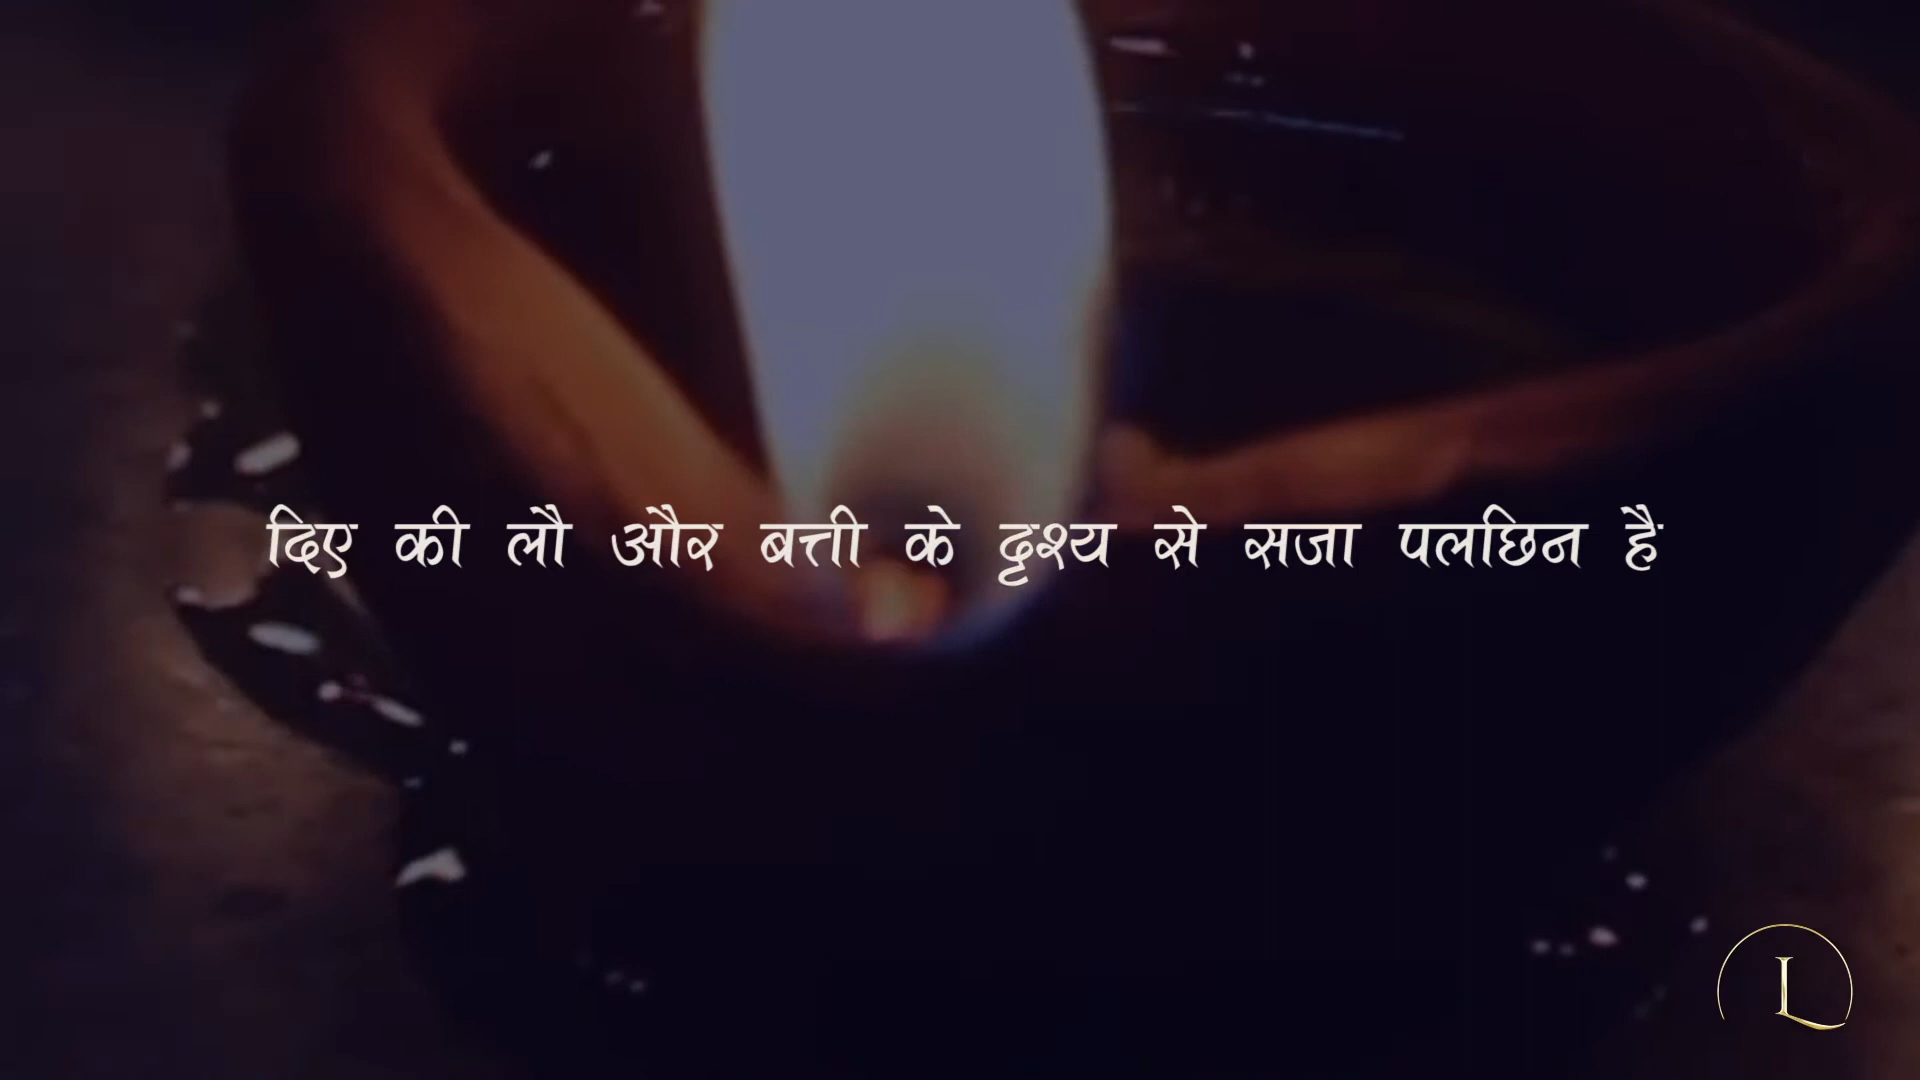 दिए की लौ और बत्ती के दृश्य से सजा पलछिन है
L